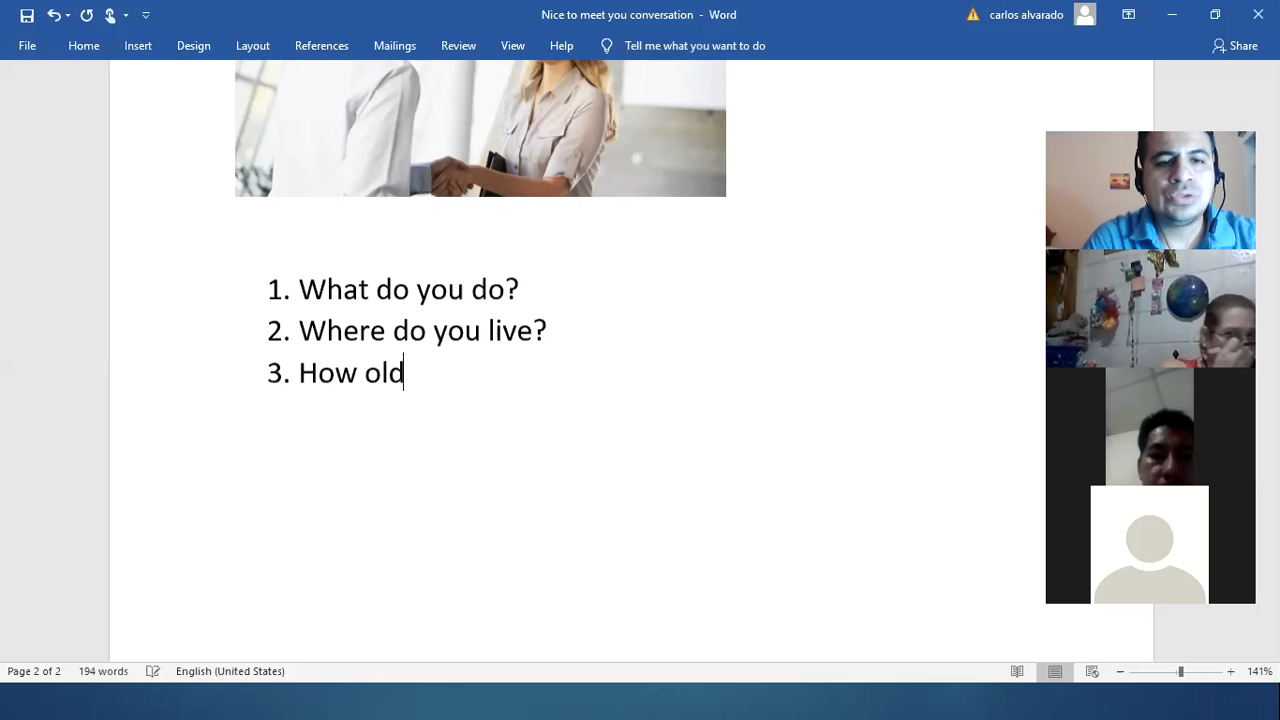 Nice to meet you conversation - Word
carlos alvarado
File Home Insert Design Layout References Mailings Review View Help Tell me what you want to do Share
1. What do you do?
2. Where do you live?
3. How old
Page 2 of 2 194 words English (United States) 141%